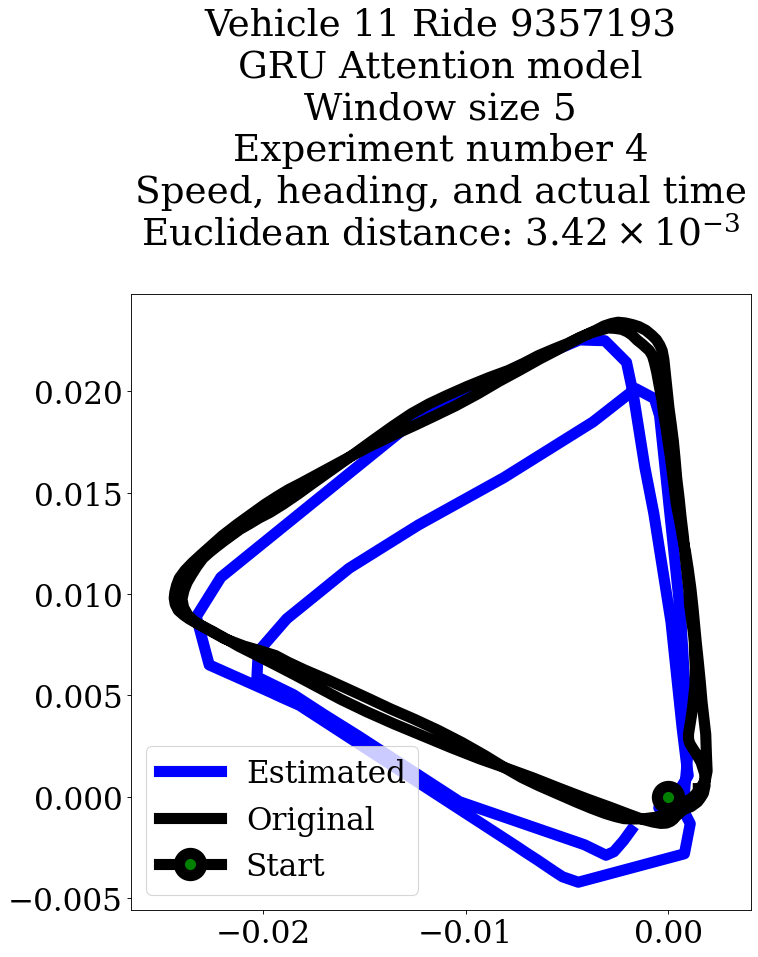 Vehicle 11 Ride 9357193
GRU Attention model
Window size 5
Experiment number 4
Speed, heading, and actual time
Euclidean distance: 3.42 × 10⁻³
0.020
0.015
0.010
0.005
0.000
−0.005
Estimated
Original
Start
−0.02
−0.01
0.00